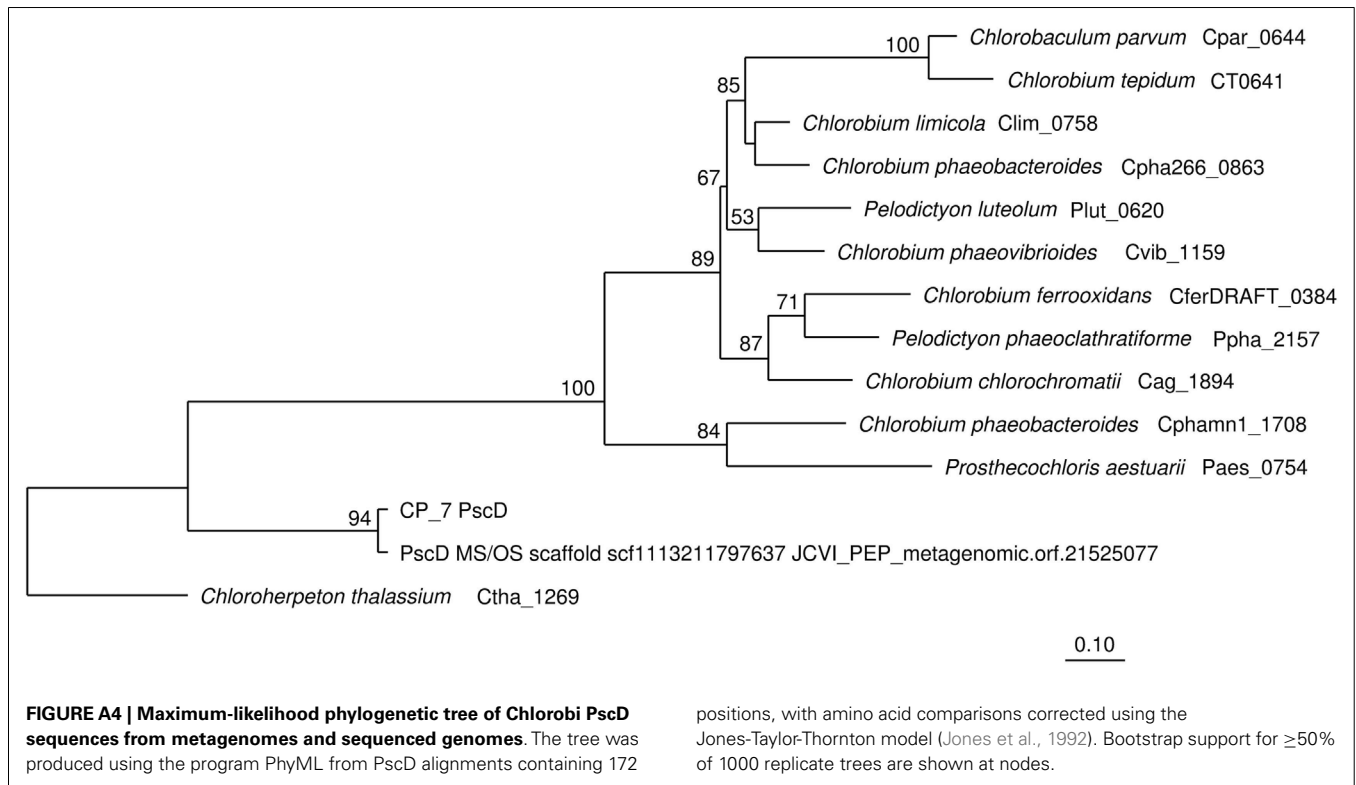 100
Chlorobaculum parvum Cpar_0644
Chlorobium tepidum CT0641
85
Chlorobium limicola Clim_0758
Chlorobium phaeobacteroides Cpha266_0863
67
Pelodictyon luteolum Plut_0620
53
Chlorobium phaeovibrioides Cvib_1159
89
Chlorobium ferrooxidans CferDRAFT_0384
71
Pelodictyon phaeoclathratiforme Ppha_2157
87
Chlorobium chlorochromatii Cag_1894
100
Chlorobium phaeobacteroides Cphamn1_1708
84
Prosthecochloris aestuarii Paes_0754
CP_7 PscD
94
PscD MS/OS scaffold scf1113211797637 JCVI_PEP_metagenomic.orf.21525077
Chloroherpeton thalassium Ctha_1269
0.10
FIGURE A4 | Maximum-likelihood phylogenetic tree of Chlorobi PscD
sequences from metagenomes and sequenced genomes. The tree was
produced using the program PhyML from PscD alignments containing 172
positions, with amino acid comparisons corrected using the
Jones-Taylor-Thornton model (Jones et al., 1992). Bootstrap support for ≥50%
of 1000 replicate trees are shown at nodes.